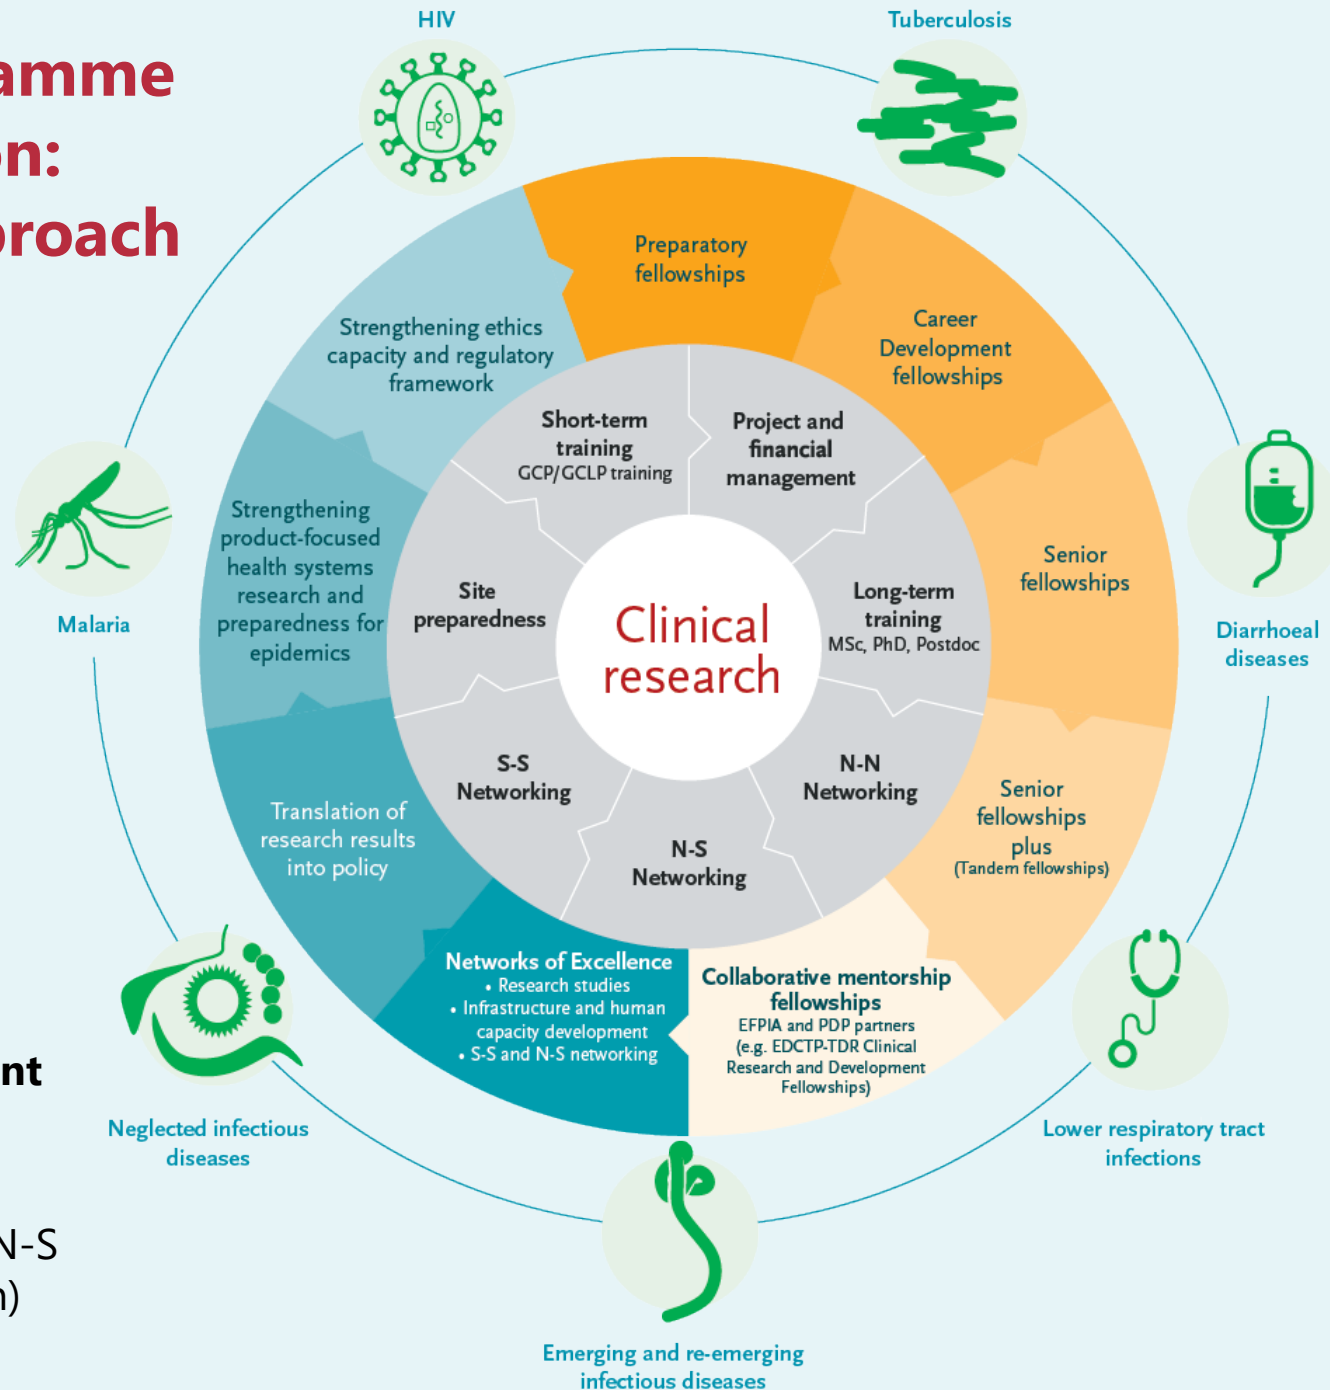 amme
on:
proach
HIV
Tuberculosis
Preparatory
fellowships
Career
Development
fellowships
Senior
fellowships
Senior
fellowships
plus
(Tandem fellowships)
Collaborative mentorship
fellowships
EFPIA and PDP partners
(e.g. EDCTP-TDR Clinical
Research and Development
Fellowships)
Networks of Excellence
• Research studies
• Infrastructure and human
capacity development
• S-S and N-S networking
Translation of
research results
into policy
Strengthening
product-focused
health systems
research and
preparedness for
epidemics
Strengthening ethics
capacity and regulatory
framework
Short-term
training
GCP/GCLP training
Project and
financial
management
Long-term
training
MSc, PhD, Postdoc
N-N
Networking
N-S
Networking
S-S
Networking
Site
preparedness
Clinical
research
Malaria
Diarrhoeal
diseases
Neglected infectious
diseases
Lower respiratory tract
infections
Emerging and re-emerging
infectious diseases
nt
N-S
n)